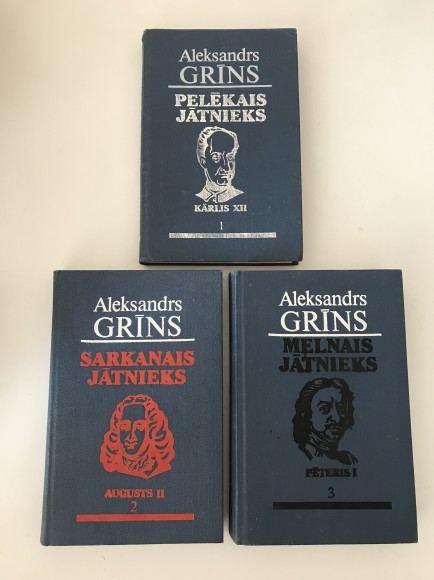 Aleksandrs
GRĪNS
PELĒKAIS
JĀTNIEKS
KĀRLIS XII
1
Aleksandrs
GRĪNS
SARKANAIS
JĀTNIEKS
AUGUSTS II
2
Aleksandrs
GRĪNS
MELNAIS
JĀTNIEKS
PĒTERIS I
3